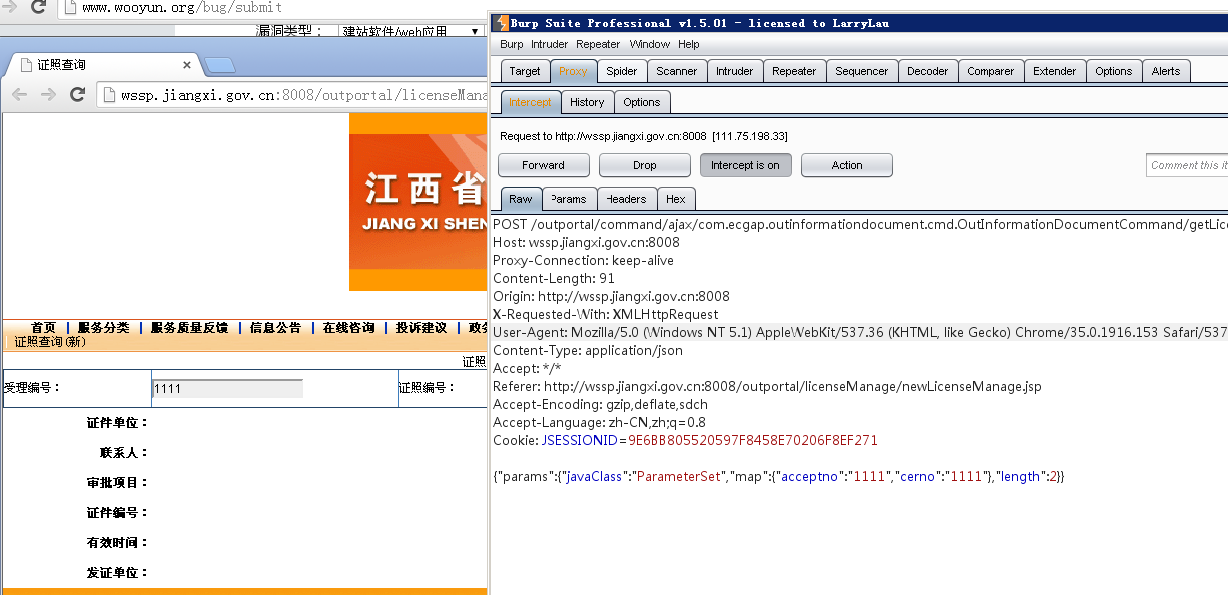 www.wooyun.org/bug/submit
漏洞类型： 建站软件/web应用
证照查询
wssp.jiangxi.gov.cn:8008/outportal/licenseMana
江西省
JIANG XI SHEN
首页 服务分类 服务质量反馈 信息公告 在线咨询 投诉建议 政务
证照查询(新)
证照
受理编号： 1111 证照编号：
证件单位：
联系人：
审批项目：
证件编号：
有效时间：
发证单位：
Burp Suite Professional v1.5.01 - licensed to LarryLau
Burp Intruder Repeater Window Help
Target Proxy Spider Scanner Intruder Repeater Sequencer Decoder Comparer Extender Options Alerts
Intercept History Options
Request to http://wssp.jiangxi.gov.cn:8008 [111.75.198.33]
Forward Drop Intercept is on Action Comment this it
Raw Params Headers Hex
POST /outportal/command/ajax/com.ecgap.outinformationdocument.cmd.OutInformationDocumentCommand/getLice
Host: wssp.jiangxi.gov.cn:8008
Proxy-Connection: keep-alive
Content-Length: 91
Origin: http://wssp.jiangxi.gov.cn:8008
X-Requested-With: XMLHttpRequest
User-Agent: Mozilla/5.0 (Windows NT 5.1) AppleWebKit/537.36 (KHTML, like Gecko) Chrome/35.0.1916.153 Safari/537
Content-Type: application/json
Accept: */*
Referer: http://wssp.jiangxi.gov.cn:8008/outportal/licenseManage/newLicenseManage.jsp
Accept-Encoding: gzip,deflate,sdch
Accept-Language: zh-CN,zh;q=0.8
Cookie: JSESSIONID=9E6BB805520597F8458E70206F8EF271
{"params":{"javaClass":"ParameterSet","map":{"acceptno":"1111","cerno":"1111"},"length":2}}